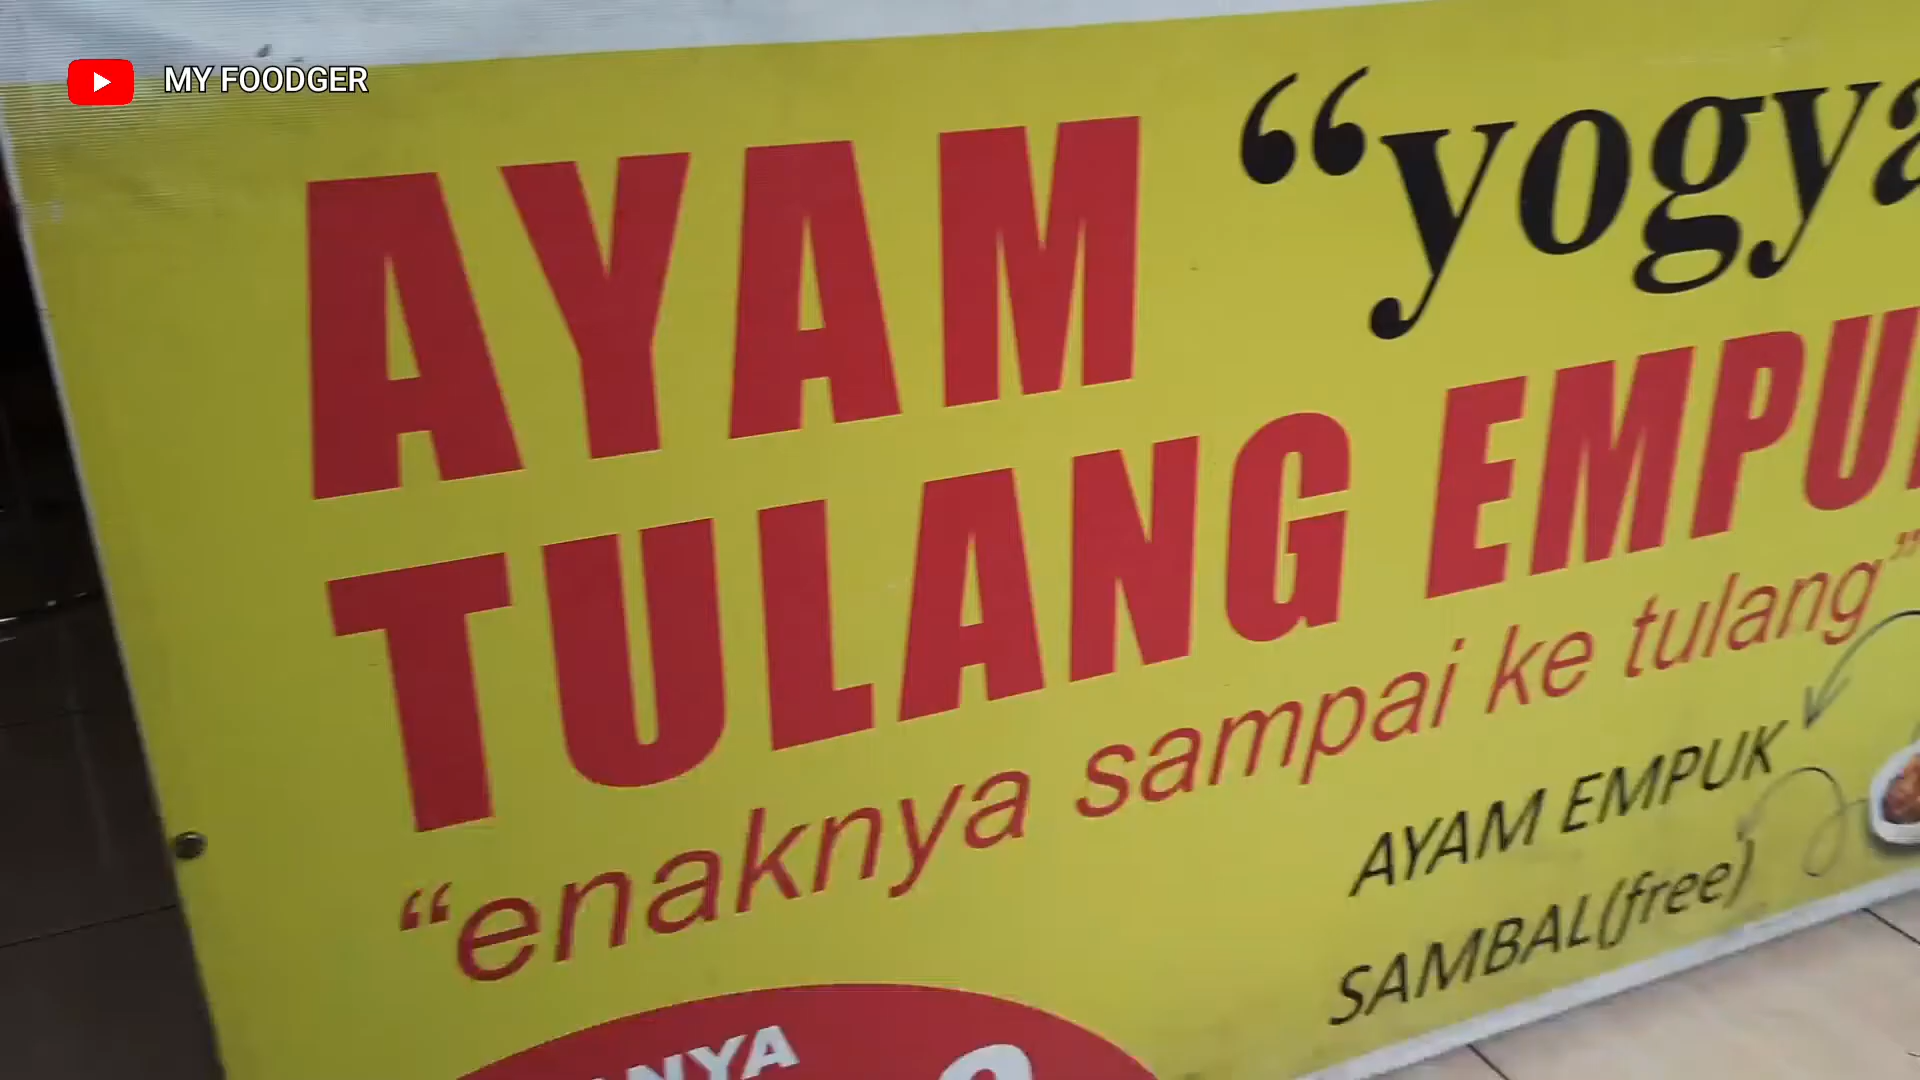 MY FOODGER
AYAM "yogya
TULANG EMPU
"enaknya sampai ke tulang"
AYAM EMPUK
SAMBAL(free)